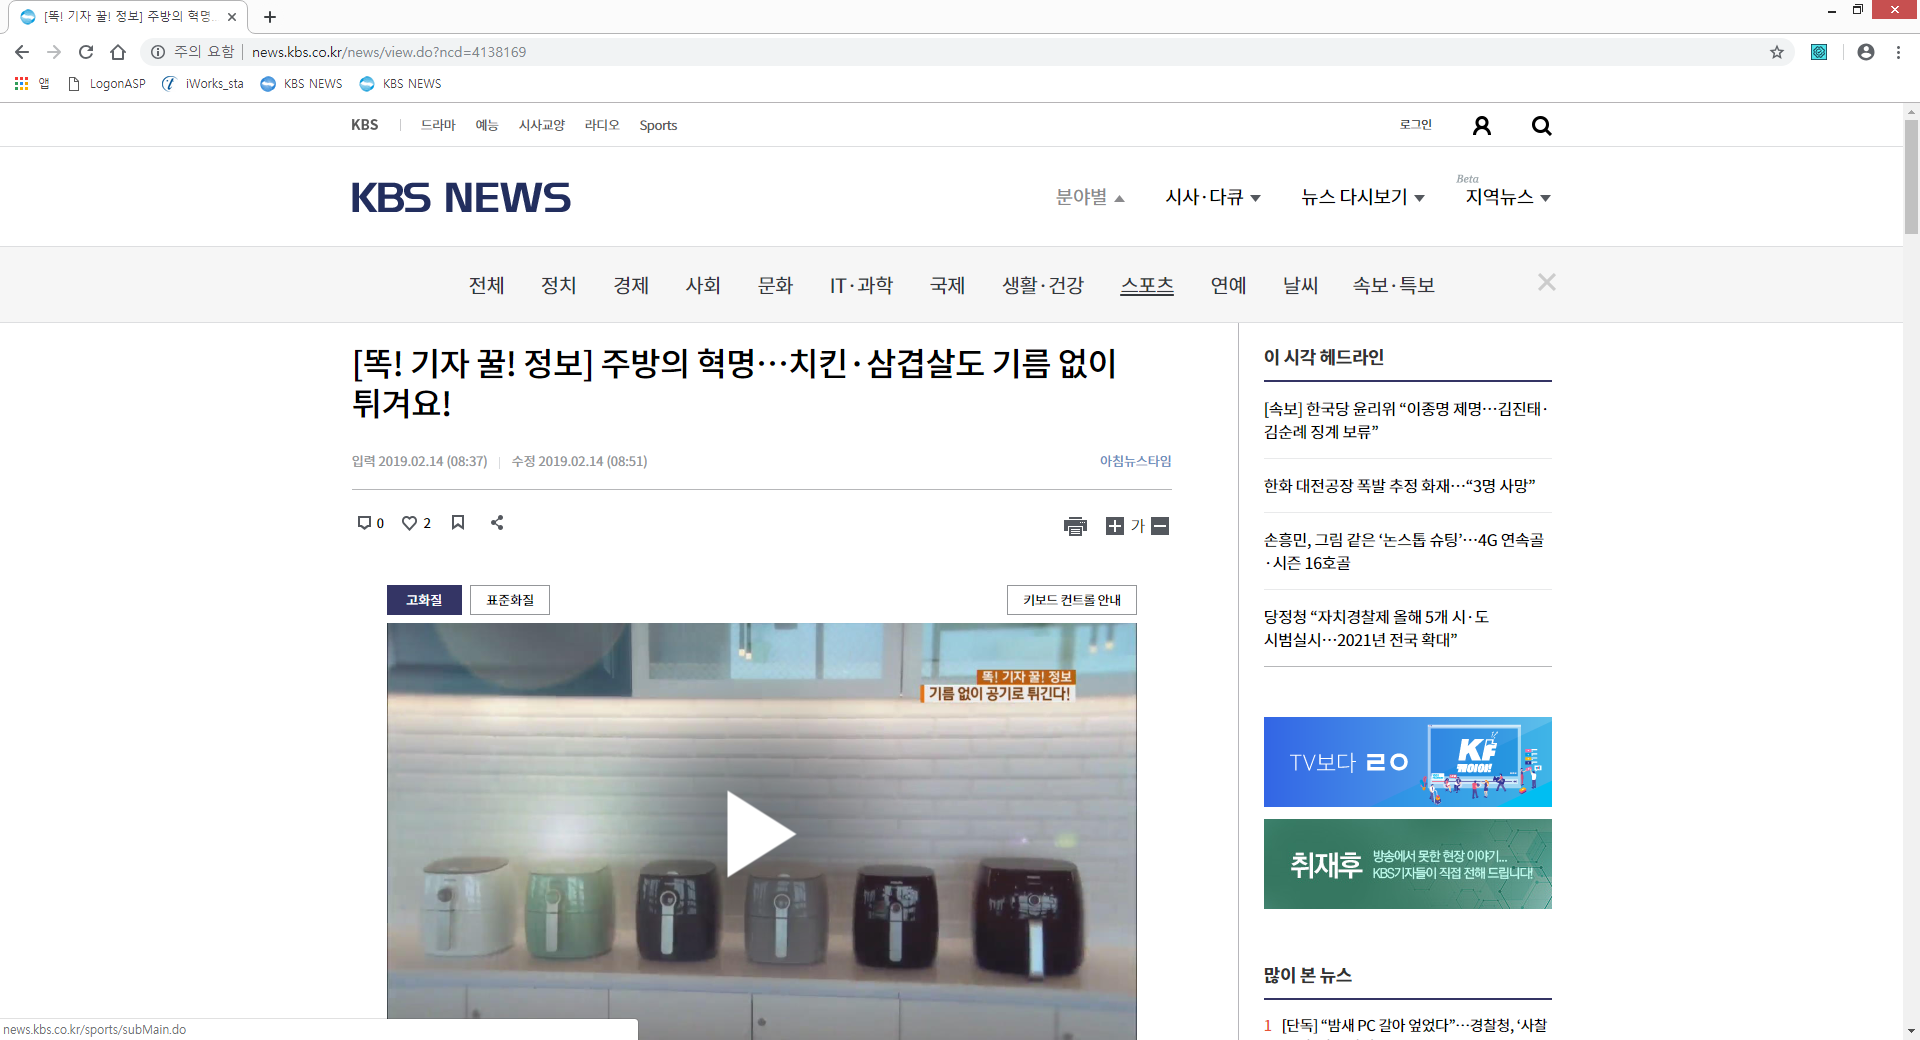 [똑! 기자 꿀! 정보] 주방의 혁명
주의 요함 news.kbs.co.kr/news/view.do?ncd=4138169
앱 LogonASP iWorks_sta KBS NEWS KBS NEWS
KBS 드라마 예능 시사교양 라디오 Sports 로그인
KBS NEWS
분야별 시사·다큐 뉴스 다시보기 Beta 지역뉴스
전체 정치 경제 사회 문화 IT·과학 국제 생활·건강 스포츠 연예 날씨 속보·특보
[똑! 기자 꿀! 정보] 주방의 혁명…치킨·삼겹살도 기름 없이
튀겨요!
입력 2019.02.14 (08:37) 수정 2019.02.14 (08:51) 아침뉴스타임
0 2 가
고화질 표준화질 키보드 컨트롤 안내
똑! 기자 꿀! 정보
기름 없이 공기로 튀긴다!
이 시각 헤드라인
[속보] 한국당 윤리위 “이종명 제명…김진태·
김순례 징계 보류”
한화 대전공장 폭발 추정 화재…“3명 사망”
손흥민, 그림 같은 ‘논스톱 슈팅’…4G 연속골
·시즌 16호골
당정청 “자치경찰제 올해 5개 시·도
시범실시…2021년 전국 확대”
TV보다 ㄹㅇ
KF
케이야!
취재후 방송에서 못한 현장 이야기...
KBS기자들이 직접 전해 드립니다!
많이 본 뉴스
1 [단독] “밤새 PC 갈아 엎었다”…경찰청, ‘사찰
news.kbs.co.kr/sports/subMain.do